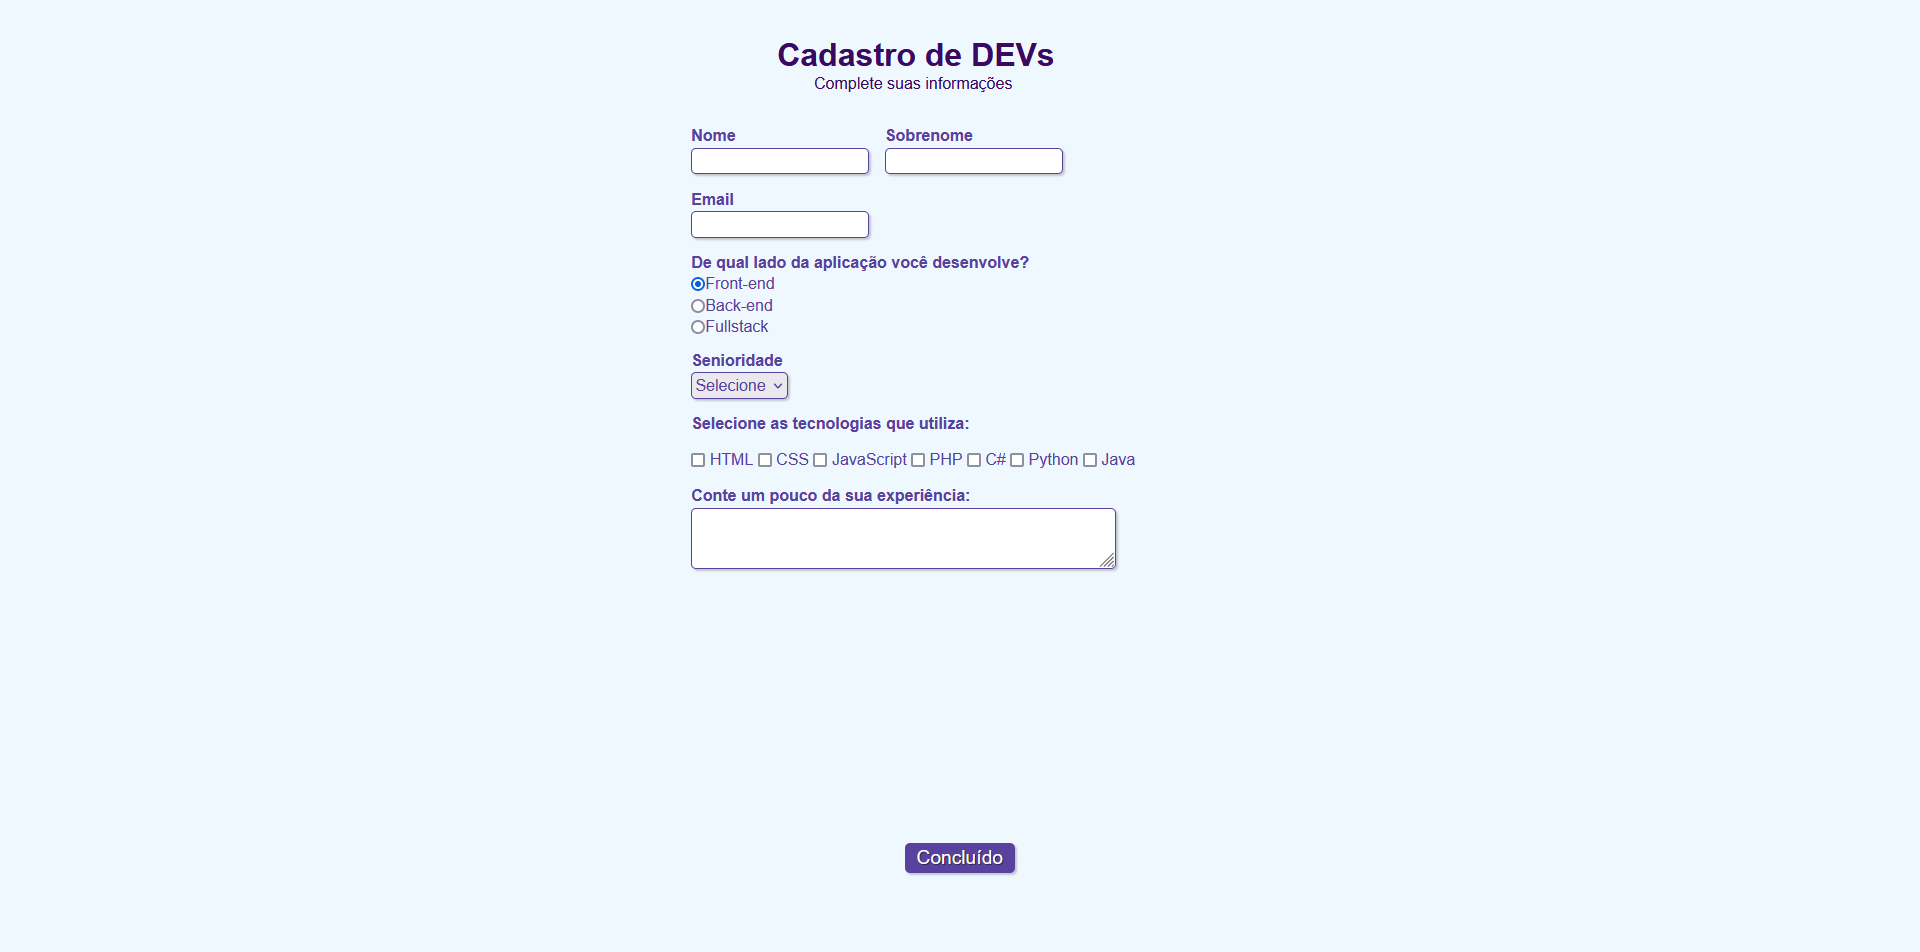 Cadastro de DEVs
Complete suas informações
Nome Sobrenome
Email
De qual lado da aplicação você desenvolve?
Front-end
Back-end
Fullstack
Senioridade
Selecione
Selecione as tecnologias que utiliza:
HTML CSS JavaScript PHP C# Python Java
Conte um pouco da sua experiência:
Concluído